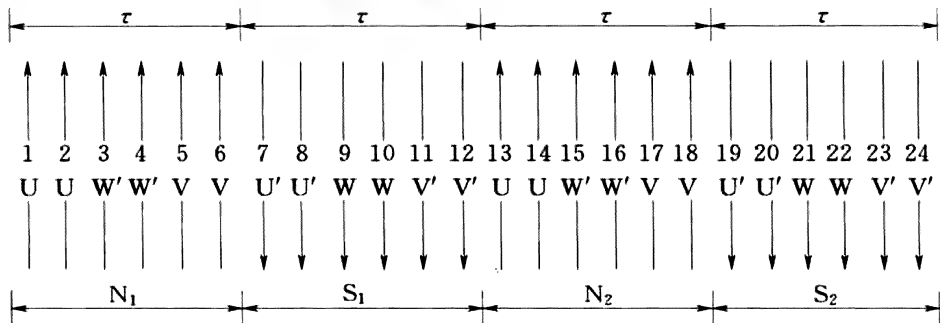 τ τ τ τ
1 2 3 4 5 6 7 8 9 10 11 12 13 14 15 16 17 18 19 20 21 22 23 24
U U W′ W′ V V U′ U′ W W V′ V′ U U W′ W′ V V U′ U′ W W V′ V′
N₁ S₁ N₂ S₂